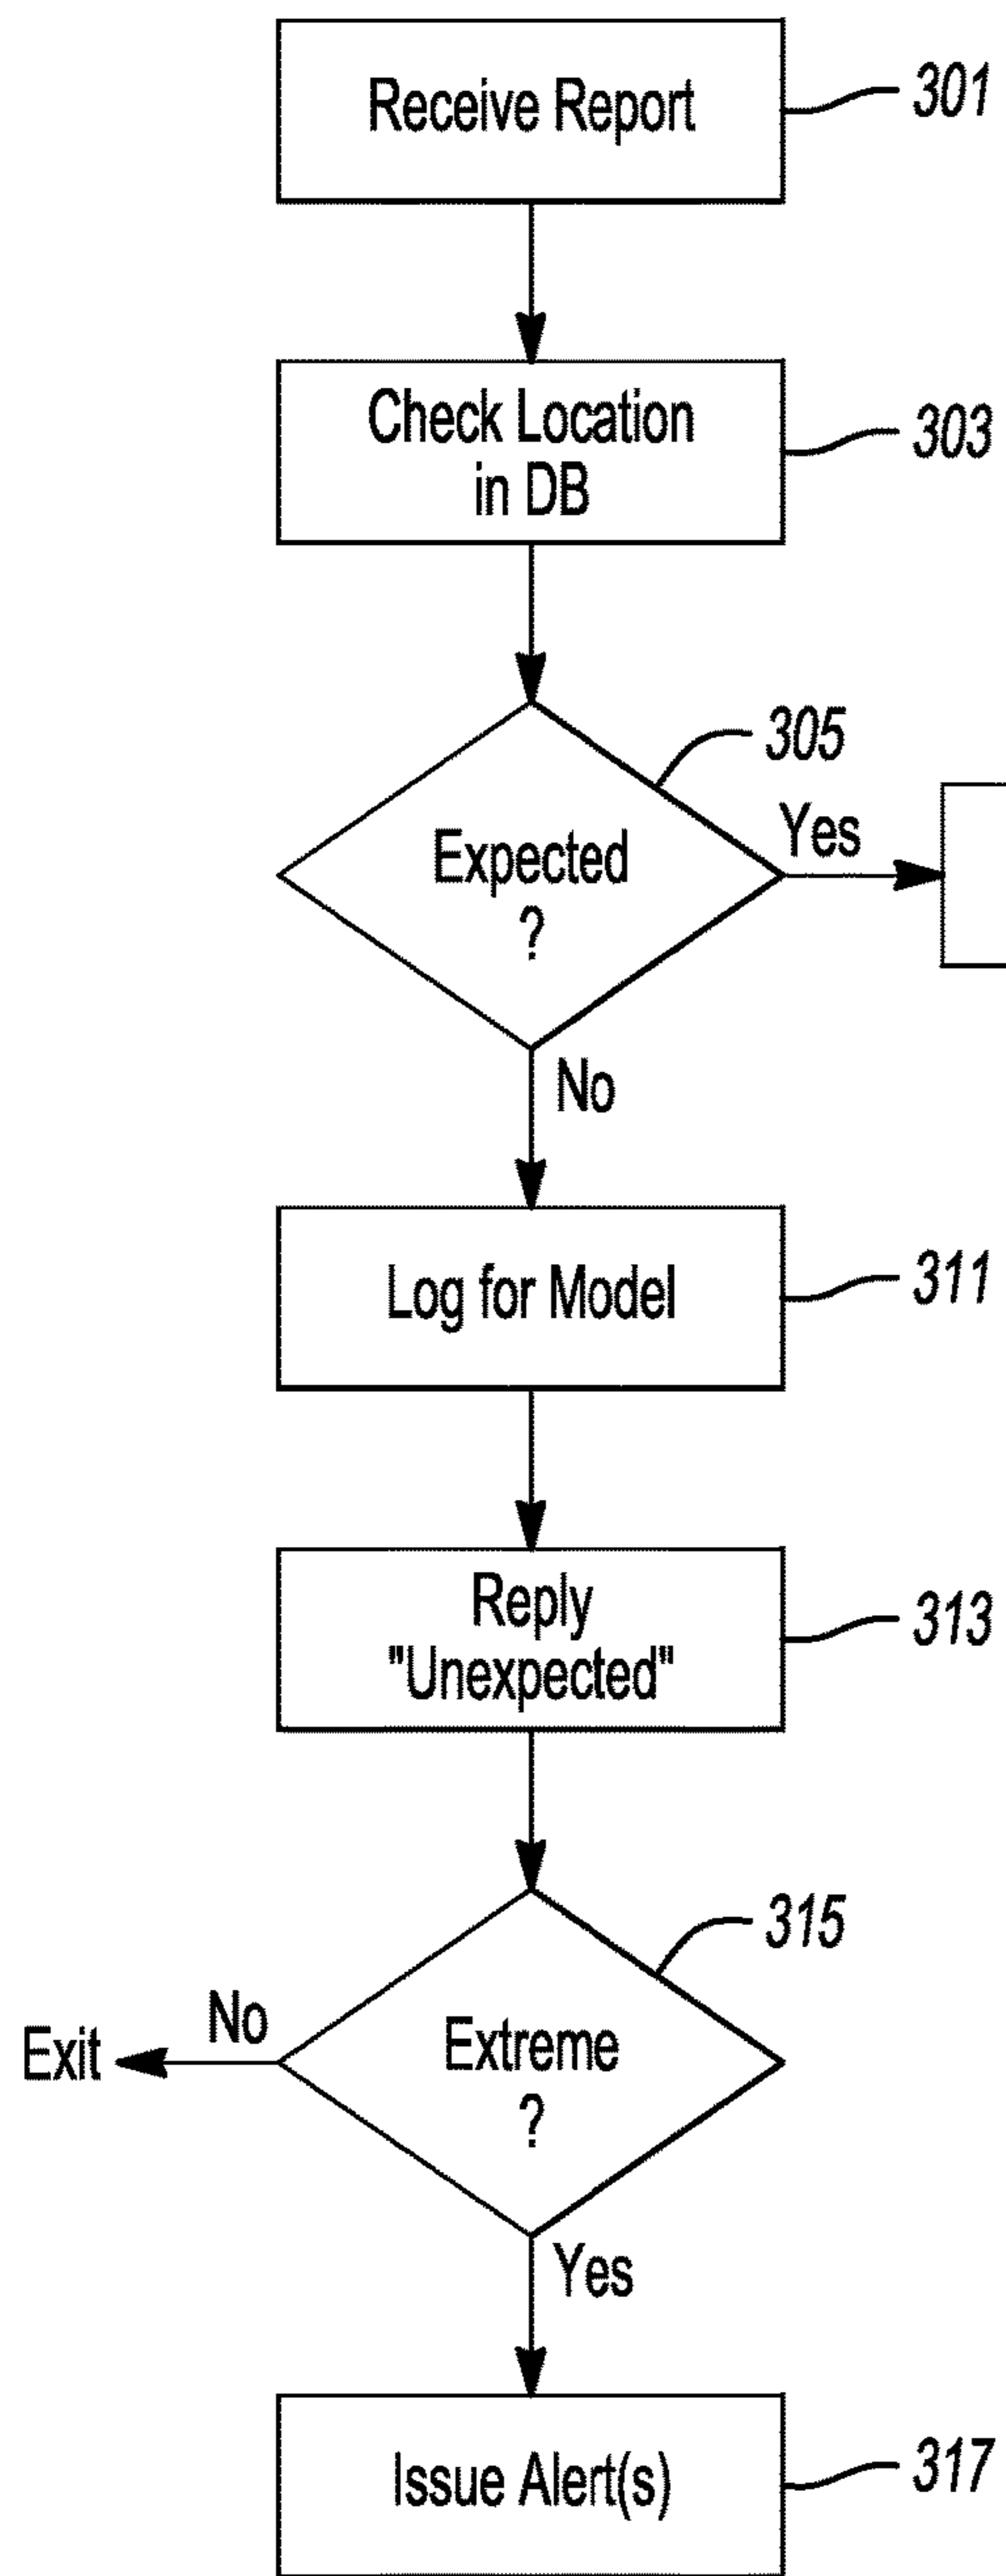 Receive Report
301
Check Location
in DB
303
305
Expected
?
Yes
No
Log for Model
311
Reply
"Unexpected"
313
315
Extreme
?
No
Exit
Yes
Issue Alert(s)
317